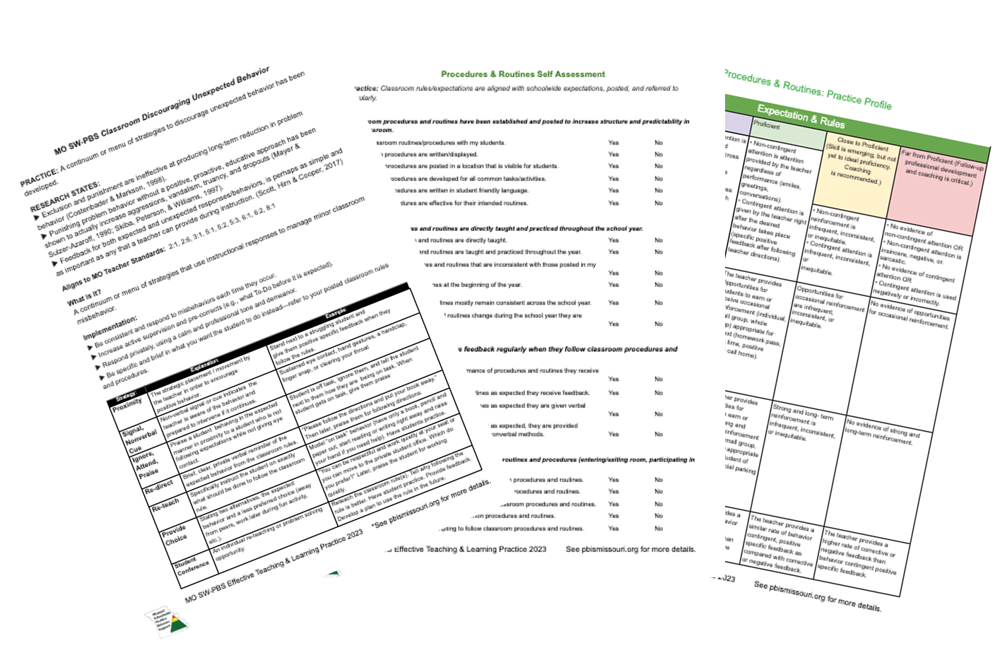 MO SW-PBS Classroom Discouraging Unexpected Behavior
PRACTICE: A continuum or menu of strategies to discourage unexpected behavior has been
developed.
RESEARCH STATES:
► Exclusion and punishment are ineffective at producing long-term reduction in problem
behavior (Costenbader & Markson, 1998).
► Punishing problem behavior without a positive, proactive, educative approach has been
shown to actually increase aggressions, vandalism, truancy, and dropouts (Mayer &
Sulzer-Azaroff, 1990; Skiba, Peterson, & Williams, 1997).
► Feedback for both expected and unexpected responses/behaviors, is perhaps as simple and
as important as any that a teacher can provide during instruction. (Scott, Hirn & Cooper, 2017)
Aligns to MO Teacher Standards: 2:1, 2:6, 3:1, 5:1, 5:2, 5:3, 6:1, 6:2, 8:1
What is it?
A continuum or menu of strategies that use instructional responses to manage minor classroom
misbehavior.
Implementation:
► Be consistent and respond to misbehaviors each time they occur.
► Increase active supervision and pre-corrects (e.g., what To-Do before it is expected).
► Respond privately, using a calm and professional tone and demeanor.
► Be specific and brief in what you want the student to do instead—refer to your posted classroom rules
and procedures.
Strategy: Explanation: Example:
Proximity
The strategic placement / movement by
the teacher in order to encourage
positive behavior.
Stand next to a struggling student and
give them positive specific feedback when they
follow the rules.
Signal,
Nonverbal
Cue
Non-verbal signal or cue indicates the
teacher is aware of the behavior and
prepared to intervene if it continues.
Sustained eye contact, hand gestures, a handclap,
finger snap, or clearing your throat
Ignore,
Attend,
Praise
Praise a student behaving in the expected
manner in proximity to a student who is not
following expectations while not giving eye
contact.
Student is off task, ignore them, and tell the student
next to them how they are being on task. When
student gets on task, give them praise
Re-direct
Brief, clear, private verbal reminder of the
expected behavior from the classroom rules.
"Please follow the directions and put your book away."
Then later, praise them for following directions.
Re-teach
Specifically instruct the student on exactly
what should be done to follow the classroom
rule.
Model "on task" behavior (have only a book, pencil and
paper out, start reading or writing right away and raise
your hand if you need help). Have students practice.
Provide
Choice
Stating two alternatives, the expected
behavior and a less preferred choice (away
from peers, work later during fun activity,
etc.).
"You can be respectful and work quietly at your seat or
you can move to the private student office. Which do
you prefer?" Later, praise the student for working
quietly.
Student
Conference
An individual re-teaching or problem solving
opportunity.
Reteach the classroom rule(s). Tell why following the
rule is better. Have student practice. Provide feedback.
Develop a plan to use the rule in the future.
MO SW-PBS Effective Teaching & Learning Practice 2023 *See pbismissouri.org for more details.
Missouri
Schoolwide
Positive
Behavior
Support
Procedures & Routines Self Assessment
actice: Classroom rules/expectations are aligned with schoolwide expectations, posted, and referred to
ularly.
oom procedures and routines have been established and posted to increase structure and predictability in
sroom.
sroom routines/procedures with my students. Yes No
procedures are written/displayed. Yes No
ocedures are posted in a location that is visible for students. Yes No
ocedures are developed for all common tasks/activities. Yes No
cedures are written in student friendly language. Yes No
dures are effective for their intended routines. Yes No
es and routines are directly taught and practiced throughout the school year.
and routines are directly taught. Yes No
and routines are taught and practiced throughout the year. Yes No
es and routines that are inconsistent with those posted in my
Yes No
nes at the beginning of the year. Yes No
tines mostly remain consistent across the school year. Yes No
routines change during the school year they are
Yes No
e feedback regularly when they follow classroom procedures and
mance of procedures and routines they receive
Yes No
tines as expected they receive feedback. Yes No
es as expected they are given verbal
Yes No
as expected, they are provided
onverbal methods. Yes No
routines and procedures (entering/exiting room, participating in
procedures and routines. Yes No
rocedures and routines. Yes No
sroom procedures and routines. Yes No
on procedures and routines. Yes No
ting to follow classroom procedures and routines. Yes No
Effective Teaching & Learning Practice 2023 See pbismissouri.org for more details.
Procedures & Routines: Practice Profile
Expectation & Rules
Proficient
Close to Proficient
(Skill is emerging, but not
yet to ideal proficiency.
Coaching
is recommended.)
Far from Proficient (Follow-up
professional development
and coaching is critical.)
• Non-contingent
attention is attention
provided by the teacher
regardless of
performance (smiles,
greetings,
conversations).
• Contingent attention is
given by the teacher right
after the desired
behavior takes place
(specific positive
feedback after following
teacher directions).
• Non-contingent
reinforcement is
infrequent, inconsistent,
or inequitable.
• Contingent attention is
infrequent, inconsistent,
or
inequitable.
• No evidence of
non-contingent attention OR
• Non-contingent attention is
insincere, negative, or
sarcastic.
• No evidence of contingent
attention OR
• Contingent attention is used
negatively or incorrectly.
The teacher provides
opportunities for
udents to earn or
ceive occasional
nforcement (individual,
all group, whole
p) appropriate for
od (homework pass,
time, positive
call home).
Opportunities for
occasional reinforcement
are infrequent,
inconsistent, or
inequitable.
No evidence of opportunities
for occasional reinforcement.
her provides
ies for
earn or
ng and
inforcement
mall group,
appropriate
tudent of
cial parking
Strong and long- term
reinforcement is
infrequent, inconsistent,
or inequitable.
No evidence of strong and
long-term reinforcement.
The teacher provides a
similar rate of behavior
contingent, positive
specific feedback as
compared with corrective
or negative feedback.
The teacher provides a
higher rate of corrective or
negative feedback than
behavior contingent positive
specific feedback.
2023 See pbismissouri.org for more details.